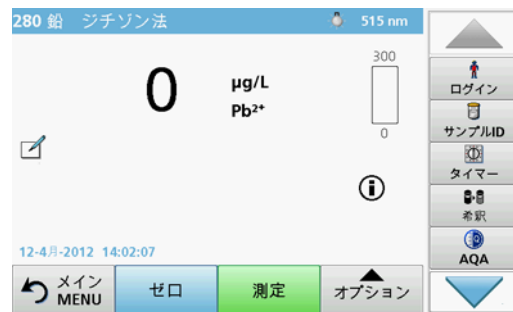 280 鉛 ジチゾン法
515 nm
300
0
µg/L
Pb²⁺
0
12-4月-2012 14:02:07
メイン
MENU
ゼロ
測定
オプション
ログイン
サンプルID
タイマー
希釈
AQA